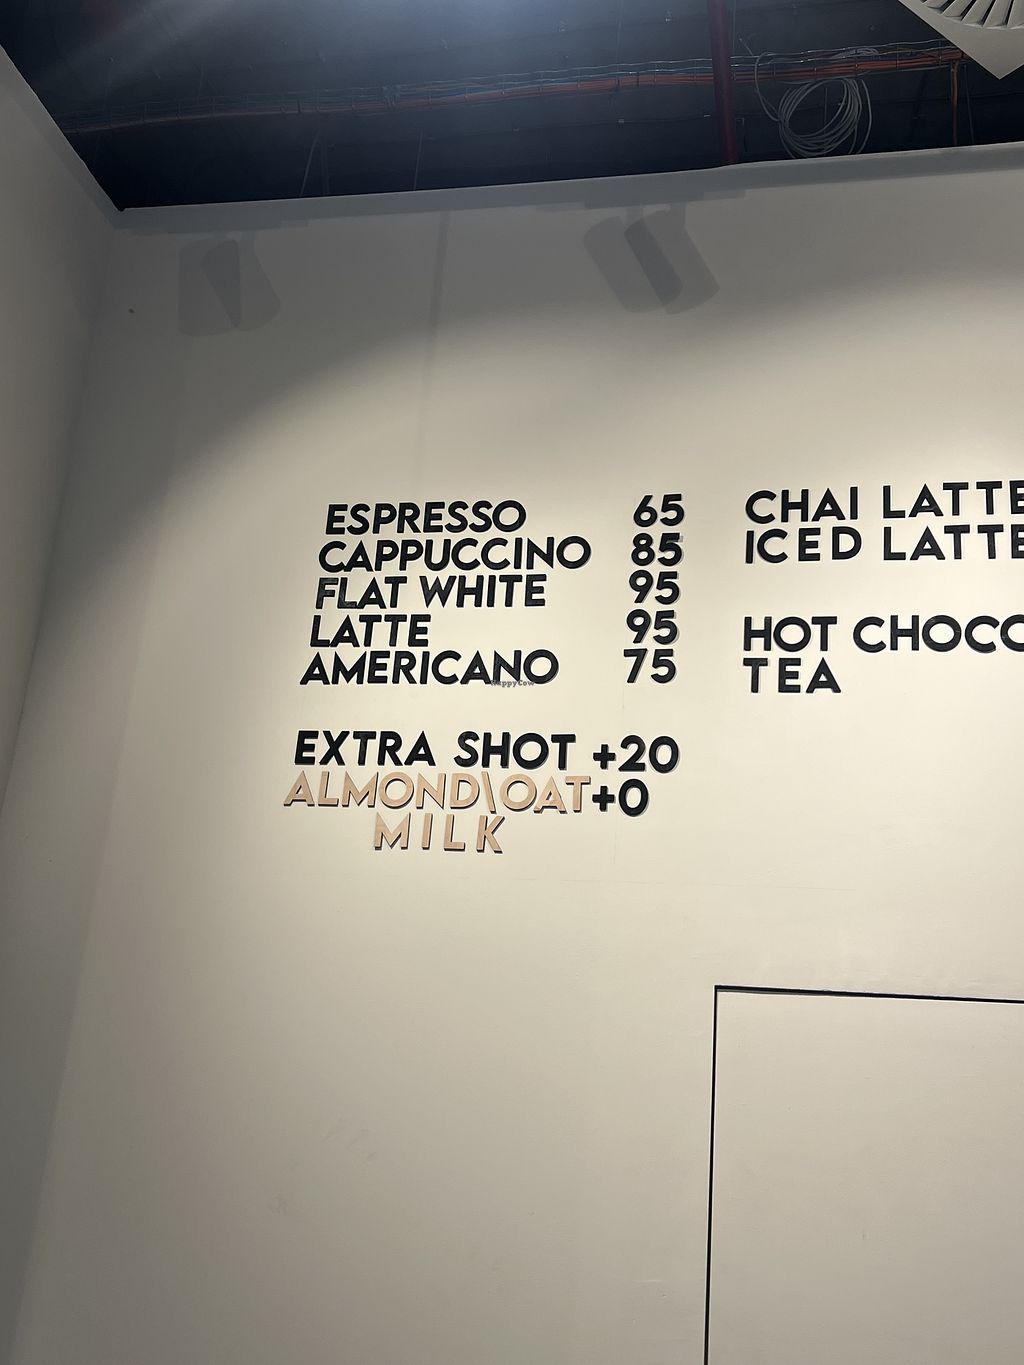 ESPRESSO 65
CAPPUCCINO 85
FLAT WHITE 95
LATTE 95
AMERICANO 75
EXTRA SHOT +20
ALMOND\OAT +0
MILK
CHAI LATTE
ICED LATTE
HOT CHOCO
TEA
HappyCow